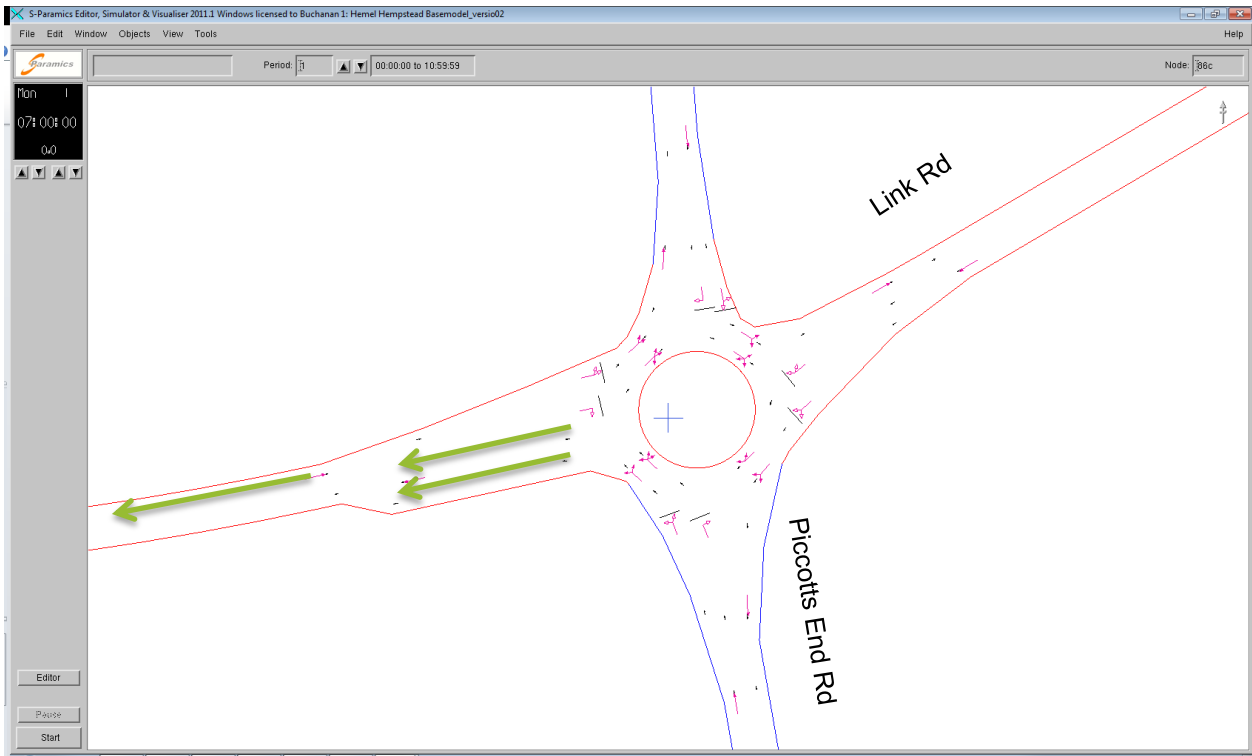 S-Paramics Editor, Simulator & Visualiser 2011.1 Windows licensed to Buchanan 1: Hemel Hempstead Basemodel_versio02
File Edit Window Objects View Tools Help
Paramics Period: 1 00:00:00 to 10:59:59 Node: 86c
Mon 1
07:00:00
0.0
Link Rd
Piccotts End Rd
Editor
Pause
Start